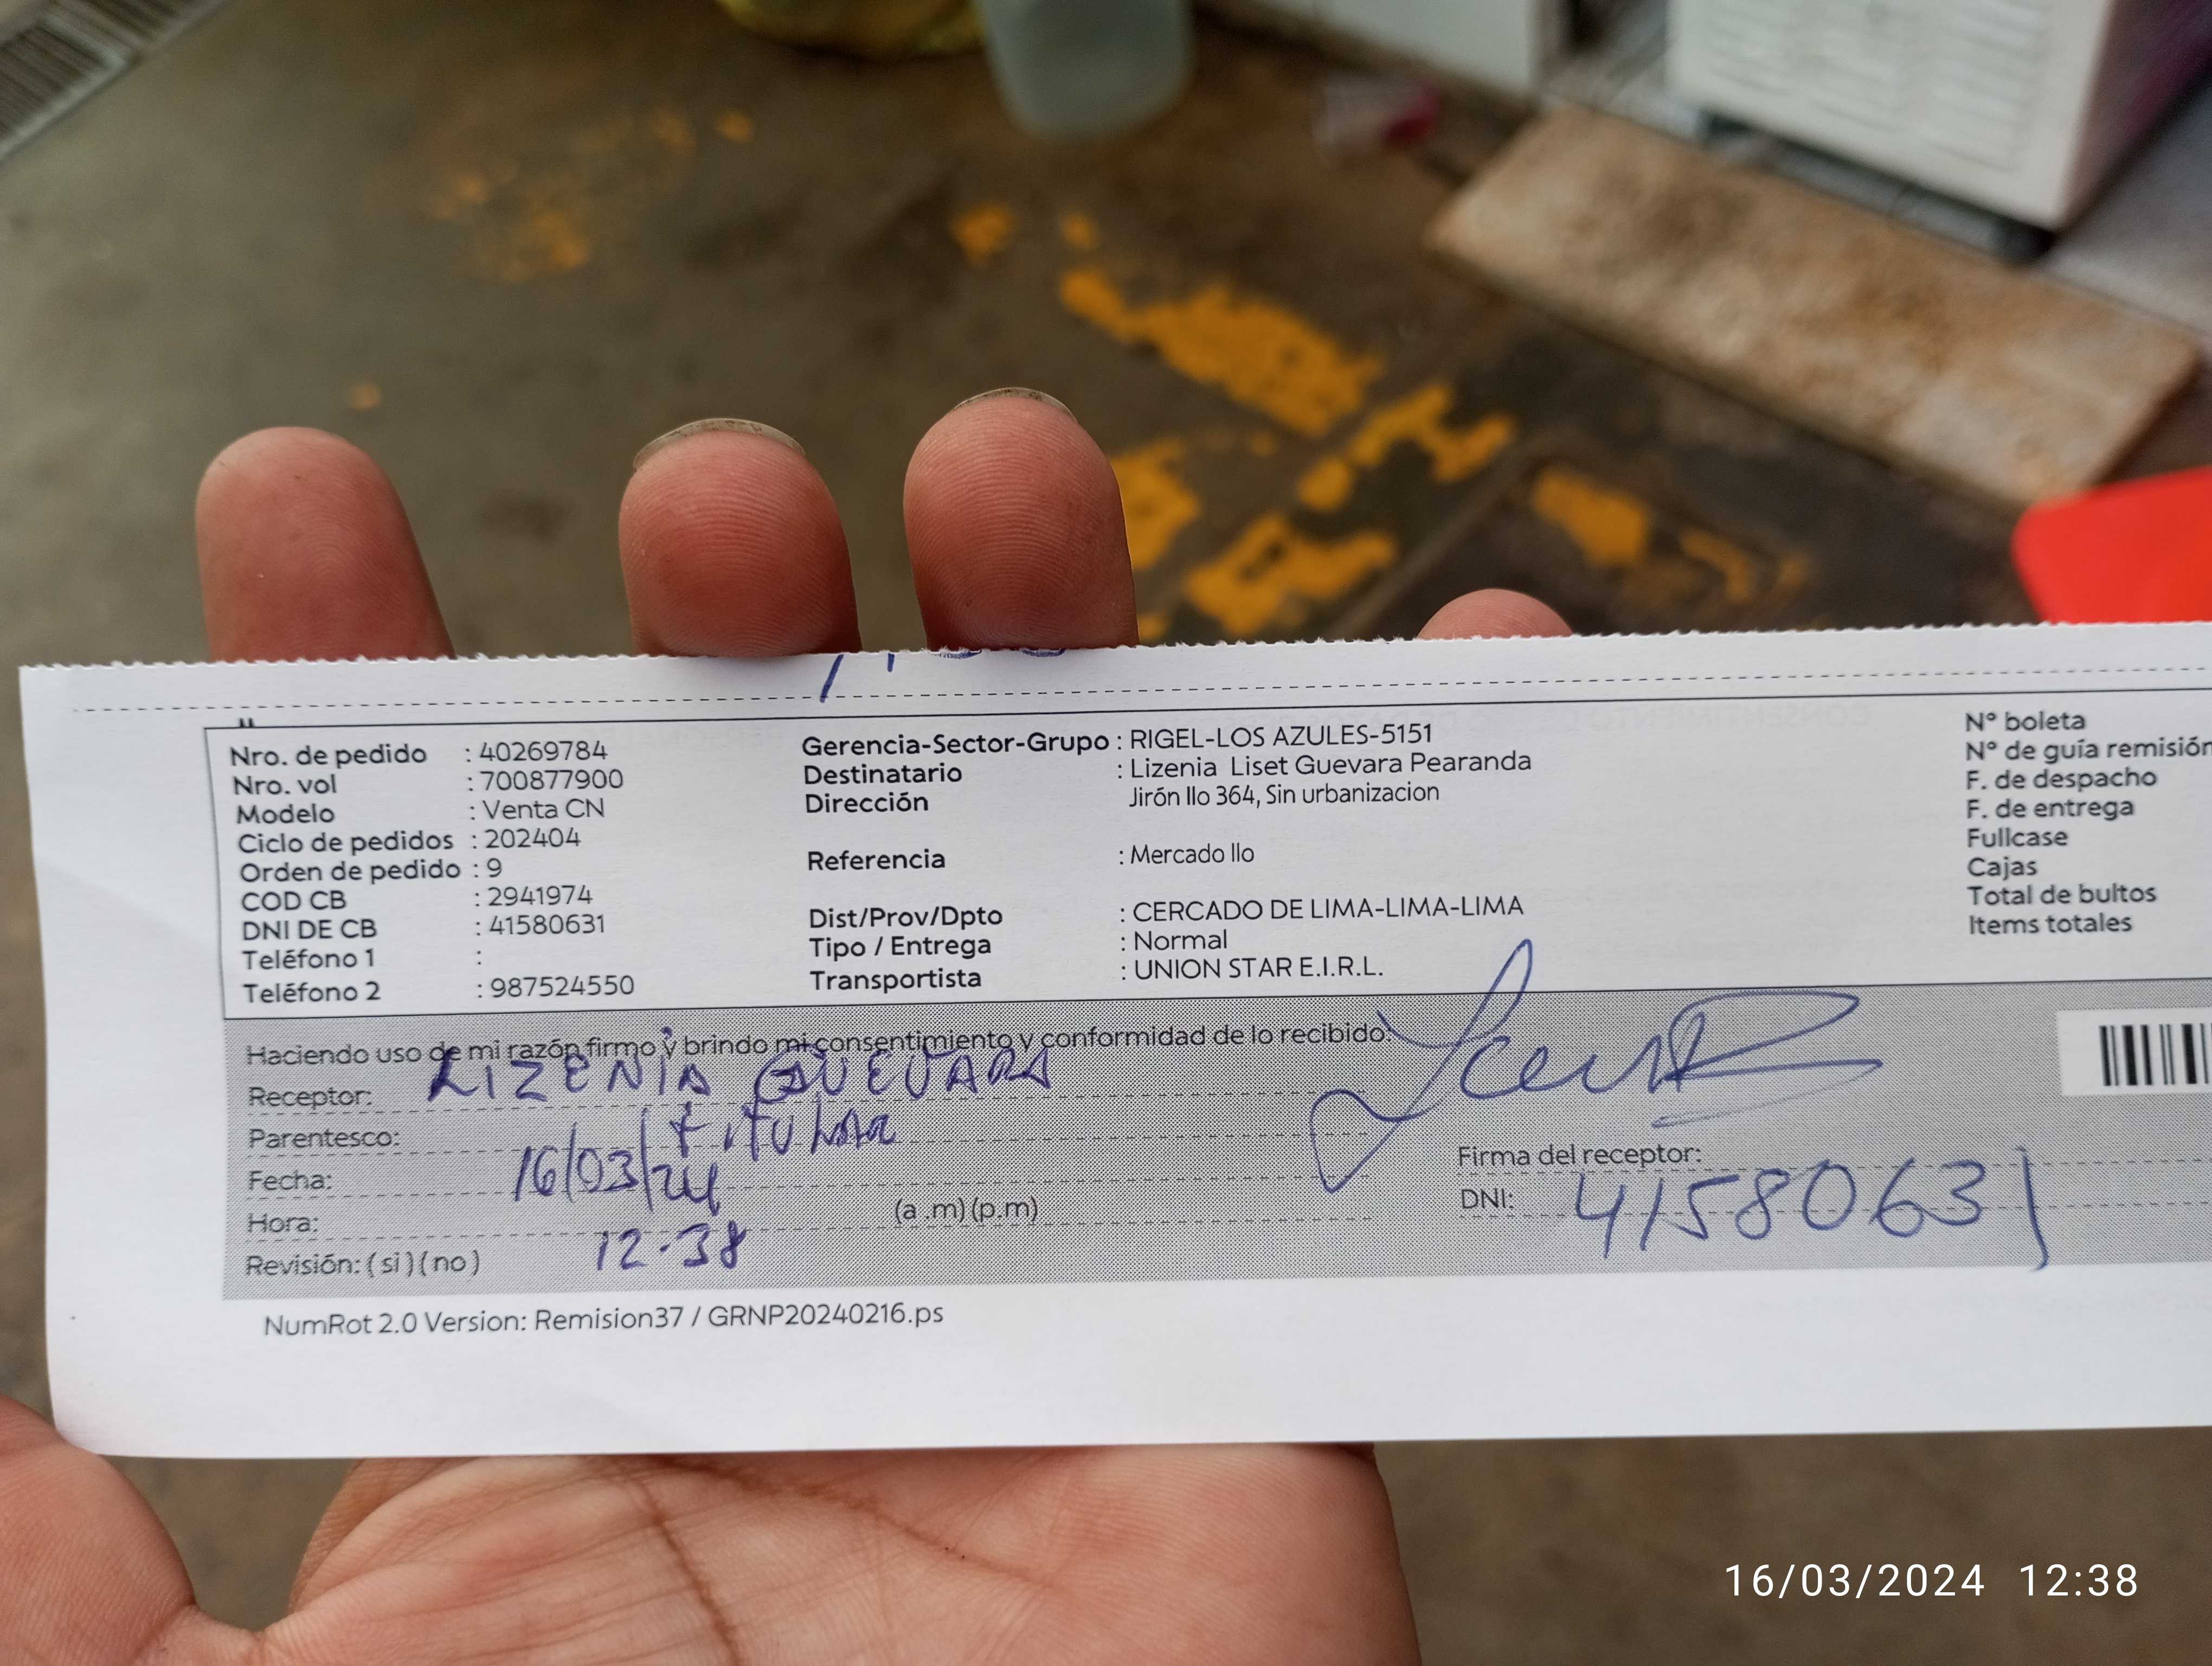 Nro. de pedido : 40269784
Nro. vol : 700877900
Modelo : Venta CN
Ciclo de pedidos : 202404
Orden de pedido : 9
COD CB : 2941974
DNI DE CB : 41580631
Teléfono 1 :
Teléfono 2 : 987524550
Gerencia-Sector-Grupo : RIGEL-LOS AZULES-5151
Destinatario : Lizenia Liset Guevara Pearanda
Dirección Jirón Ilo 364, Sin urbanizacion
Referencia : Mercado Ilo
Dist/Prov/Dpto : CERCADO DE LIMA-LIMA-LIMA
Tipo / Entrega : Normal
Transportista : UNION STAR E.I.R.L.
N° boleta
N° de guía remisión
F. de despacho
F. de entrega
Fullcase
Cajas
Total de bultos
Items totales
Haciendo uso de mi razón firmo y brindo mi consentimiento y conformidad de lo recibido:
Receptor: LIZENIA GUEVARA
Parentesco: titular
Fecha: 16/03/24
Hora: 12-38 (a .m) (p.m)
Revisión: ( si ) ( no )
Firma del receptor:
DNI: 41580631
NumRot 2.0 Version: Remision37 / GRNP20240216.ps
16/03/2024 12:38